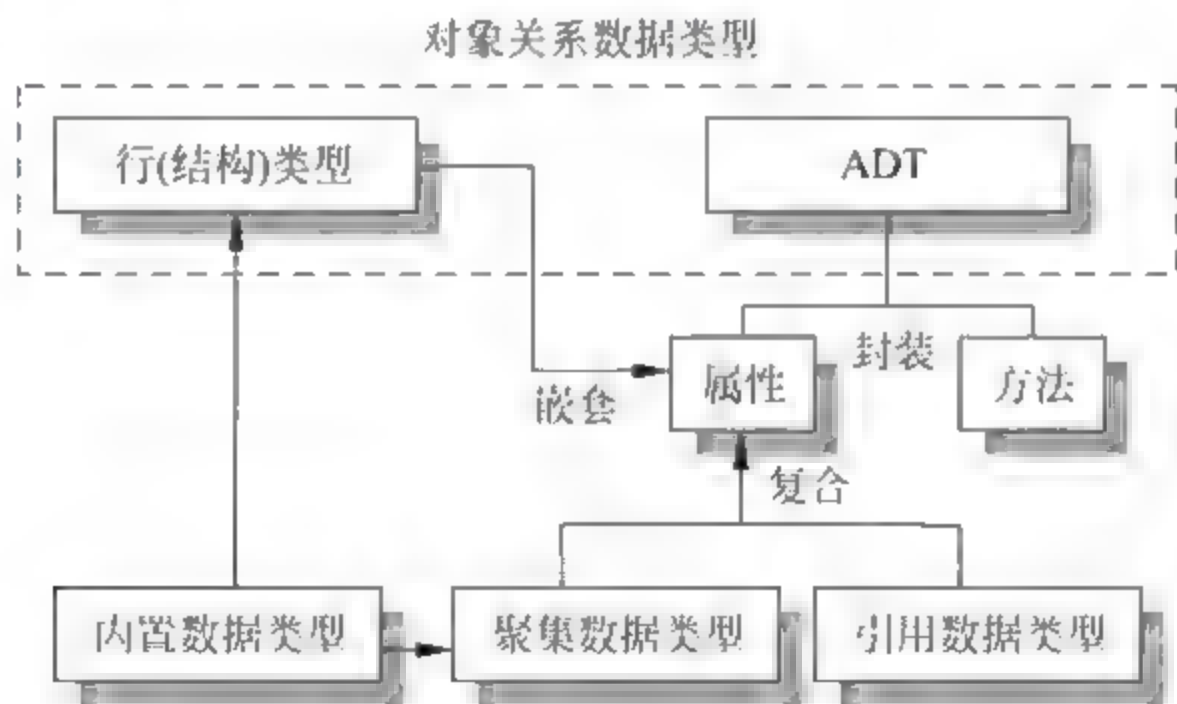 对象关系数据类型
行(结构)类型
ADT
封装
属性
方法
嵌套
复合
内置数据类型
聚集数据类型
引用数据类型